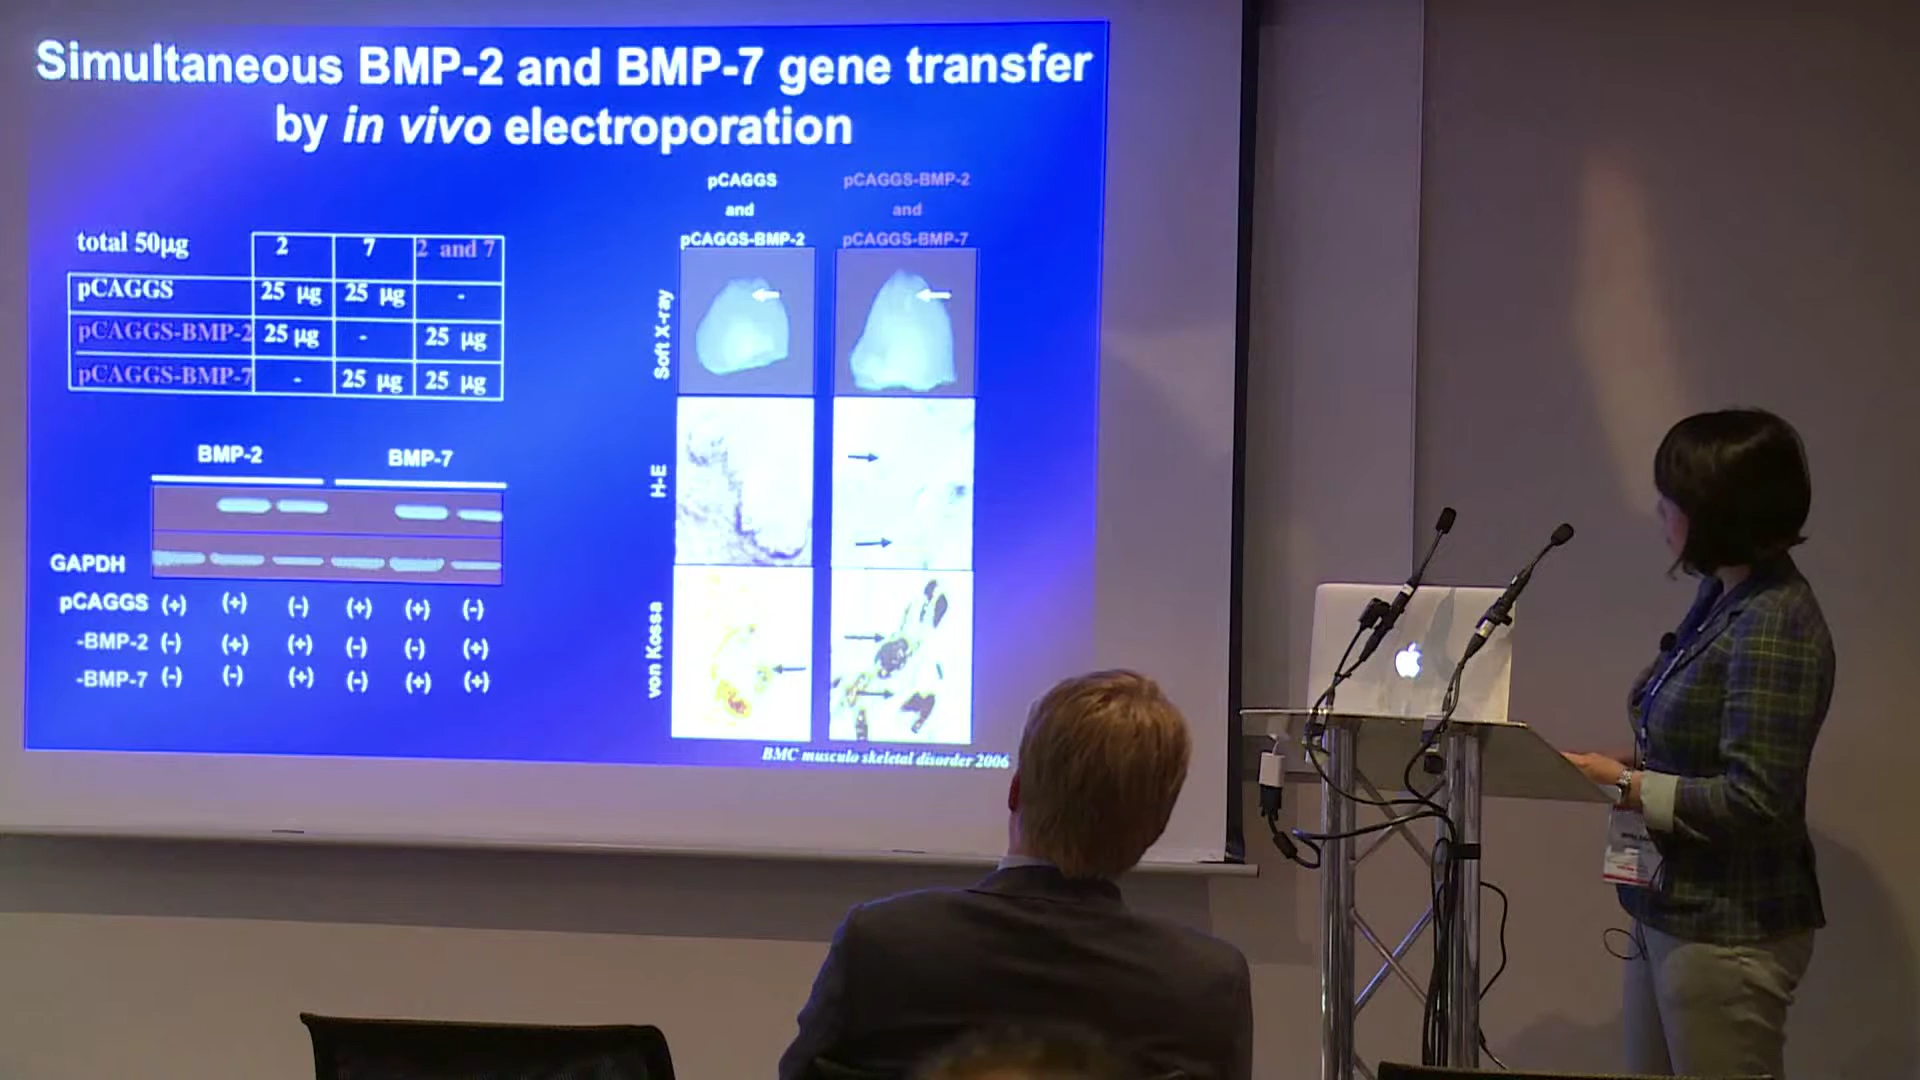 Simultaneous BMP-2 and BMP-7 gene transfer
by in vivo electroporation
total 50µg 2 7 2 and 7
pCAGGS 25 µg 25 µg -
pCAGGS-BMP-2 25 µg - 25 µg
pCAGGS-BMP-7 - 25 µg 25 µg
BMP-2 BMP-7
GAPDH
pCAGGS (+) (+) (-) (+) (+) (-)
-BMP-2 (-) (+) (+) (-) (-) (+)
-BMP-7 (-) (-) (+) (-) (+) (+)
pCAGGS
and
pCAGGS-BMP-2
pCAGGS-BMP-2
and
pCAGGS-BMP-7
Soft X-ray
H-E
von Kossa
BMC musculo skeletal disorder 2006